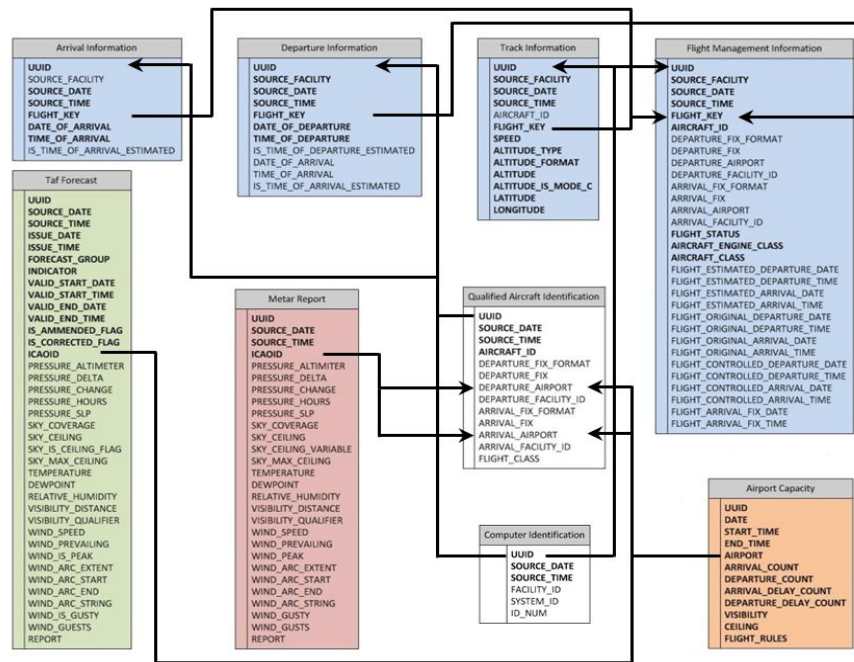 Arrival Information
UUID
SOURCE_FACILITY
SOURCE_DATE
SOURCE_TIME
FLIGHT_KEY
DATE_OF_ARRIVAL
TIME_OF_ARRIVAL
IS_TIME_OF_ARRIVAL_ESTIMATED
Departure Information
UUID
SOURCE_FACILITY
SOURCE_DATE
SOURCE_TIME
FLIGHT_KEY
DATE_OF_DEPARTURE
TIME_OF_DEPARTURE
IS_TIME_OF_DEPARTURE_ESTIMATED
DATE_OF_ARRIVAL
TIME_OF_ARRIVAL
IS_TIME_OF_ARRIVAL_ESTIMATED
Track Information
UUID
SOURCE_FACILITY
SOURCE_DATE
SOURCE_TIME
AIRCRAFT_ID
FLIGHT_KEY
SPEED
ALTITUDE_TYPE
ALTITUDE_FORMAT
ALTITUDE
ALTITUDE_IS_MODE_C
LATITUDE
LONGITUDE
Flight Management Information
UUID
SOURCE_FACILITY
SOURCE_DATE
SOURCE_TIME
FLIGHT_KEY
AIRCRAFT_ID
DEPARTURE_FIX_FORMAT
DEPARTURE_FIX
DEPARTURE_AIRPORT
DEPARTURE_FACILITY_ID
ARRIVAL_FIX_FORMAT
ARRIVAL_FIX
ARRIVAL_AIRPORT
ARRIVAL_FACILITY_ID
FLIGHT_STATUS
AIRCRAFT_ENGINE_CLASS
AIRCRAFT_CLASS
FLIGHT_ESTIMATED_DEPARTURE_DATE
FLIGHT_ESTIMATED_DEPARTURE_TIME
FLIGHT_ESTIMATED_ARRIVAL_DATE
FLIGHT_ESTIMATED_ARRIVAL_TIME
FLIGHT_ORIGINAL_DEPARTURE_DATE
FLIGHT_ORIGINAL_DEPARTURE_TIME
FLIGHT_ORIGINAL_ARRIVAL_DATE
FLIGHT_ORIGINAL_ARRIVAL_TIME
FLIGHT_CONTROLLED_DEPARTURE_DATE
FLIGHT_CONTROLLED_DEPARTURE_TIME
FLIGHT_CONTROLLED_ARRIVAL_DATE
FLIGHT_CONTROLLED_ARRIVAL_TIME
FLIGHT_ARRIVAL_FIX_DATE
FLIGHT_ARRIVAL_FIX_TIME
Taf Forecast
UUID
SOURCE_DATE
SOURCE_TIME
ISSUE_DATE
ISSUE_TIME
FORECAST_GROUP
INDICATOR
VALID_START_DATE
VALID_START_TIME
VALID_END_DATE
VALID_END_TIME
IS_AMMENDED_FLAG
IS_CORRECTED_FLAG
ICAOID
PRESSURE_ALTIMETER
PRESSURE_DELTA
PRESSURE_CHANGE
PRESSURE_HOURS
PRESSURE_SLP
SKY_COVERAGE
SKY_CEILING
SKY_IS_CEILING_FLAG
SKY_MAX_CEILING
TEMPERATURE
DEWPOINT
RELATIVE_HUMIDITY
VISIBILITY_DISTANCE
VISIBILITY_QUALIFIER
WIND_SPEED
WIND_PREVAILING
WIND_IS_PEAK
WIND_ARC_EXTENT
WIND_ARC_START
WIND_ARC_END
WIND_ARC_STRING
WIND_IS_GUSTY
WIND_GUESTS
REPORT
Metar Report
UUID
SOURCE_DATE
SOURCE_TIME
ICAOID
PRESSURE_ALTIMITER
PRESSURE_DELTA
PRESSURE_CHANGE
PRESSURE_HOURS
PRESSURE_SLP
SKY_COVERAGE
SKY_CEILING
SKY_CEILING_VARIABLE
SKY_MAX_CEILING
TEMPERATURE
DEWPOINT
RELATIVE_HUMIDITY
VISIBILITY_DISTANCE
VISIBILITY_QUALIFIER
WIND_SPEED
WIND_PREVAILING
WIND_PEAK
WIND_ARC_EXTENT
WIND_ARC_START
WIND_ARC_END
WIND_ARC_STRING
WIND_GUSTY
WIND_GUSTS
REPORT
Qualified Aircraft Identification
UUID
SOURCE_DATE
SOURCE_TIME
AIRCRAFT_ID
DEPARTURE_FIX_FORMAT
DEPARTURE_FIX
DEPARTURE_AIRPORT
DEPARTURE_FACILITY_ID
ARRIVAL_FIX_FORMAT
ARRIVAL_FIX
ARRIVAL_AIRPORT
ARRIVAL_FACILITY_ID
FLIGHT_CLASS
Computer Identification
UUID
SOURCE_DATE
SOURCE_TIME
FACILITY_ID
SYSTEM_ID
ID_NUM
Airport Capacity
UUID
DATE
START_TIME
END_TIME
AIRPORT
ARRIVAL_COUNT
DEPARTURE_COUNT
ARRIVAL_DELAY_COUNT
DEPARTURE_DELAY_COUNT
VISIBILITY
CEILING
FLIGHT_RULES